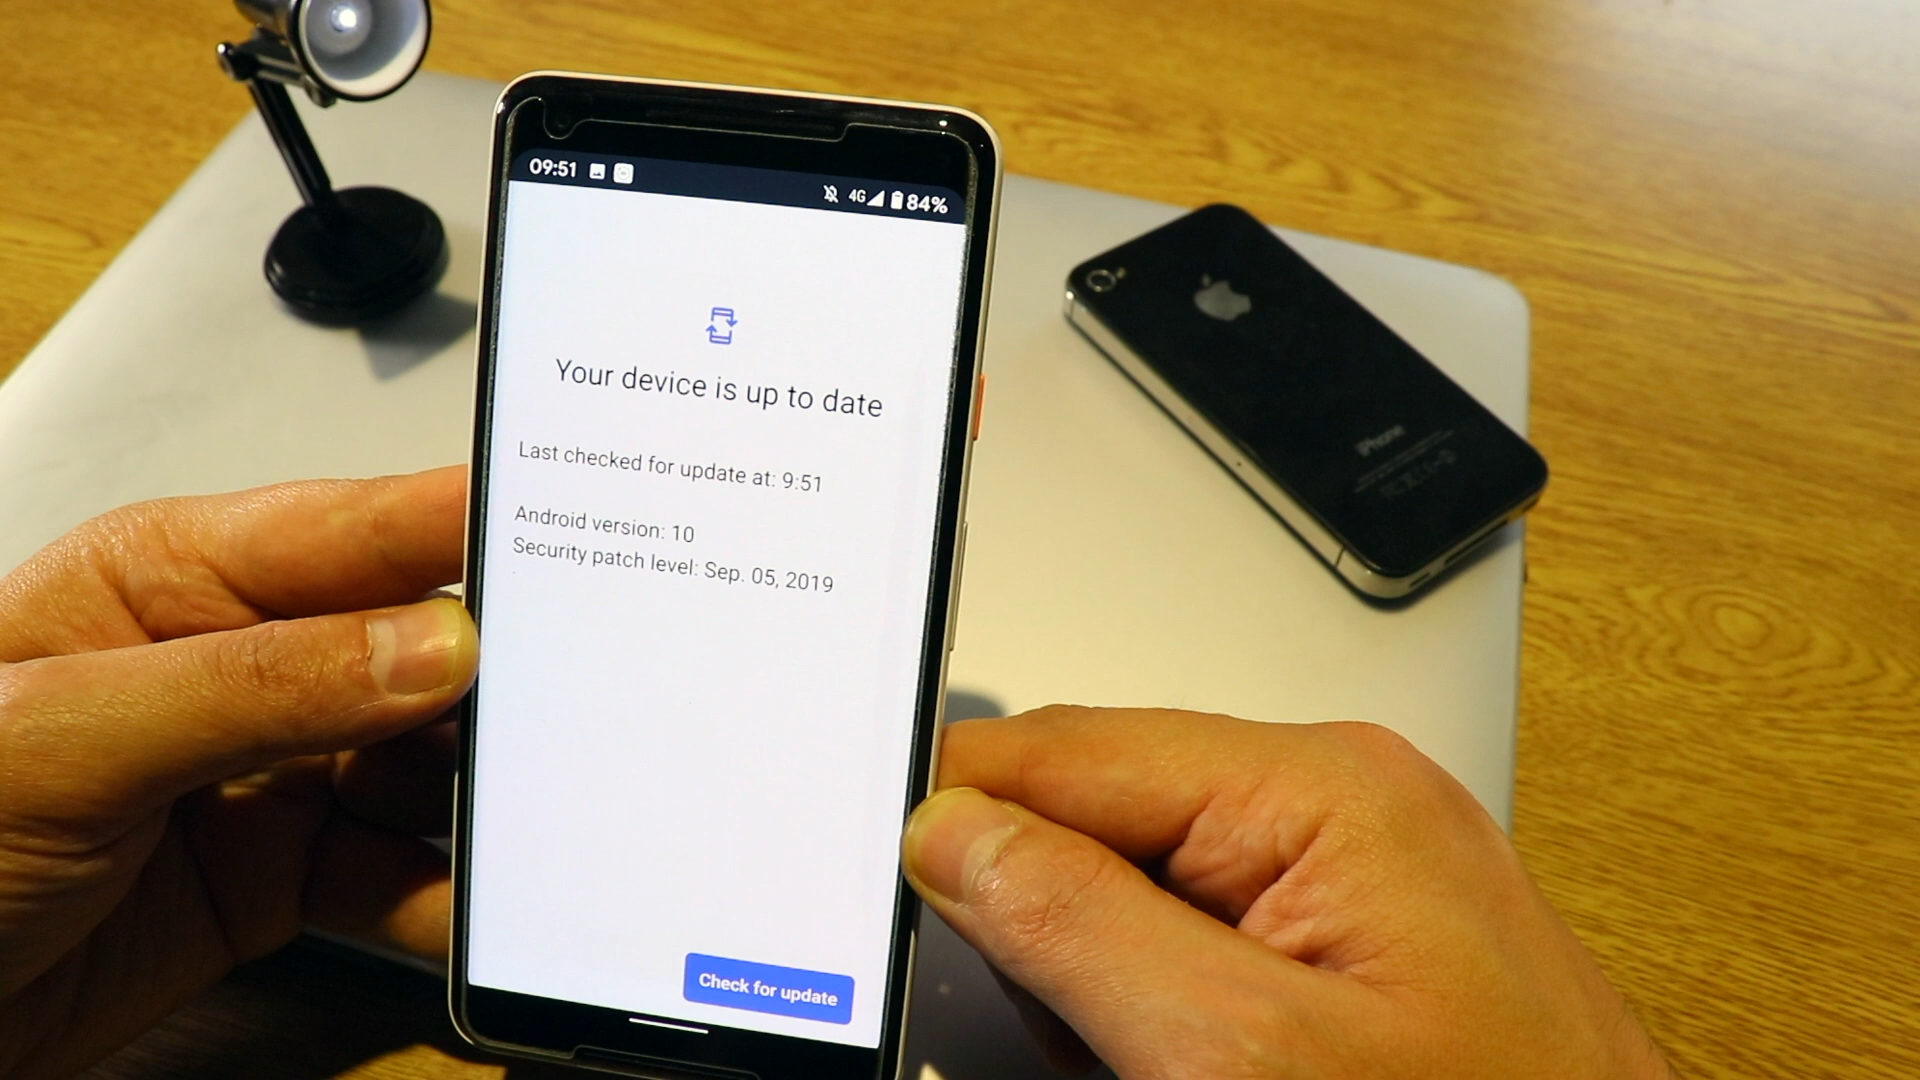 09:51
4G 84%
Your device is up to date
Last checked for update at: 9:51
Android version: 10
Security patch level: Sep. 05, 2019
Check for update
iPhone